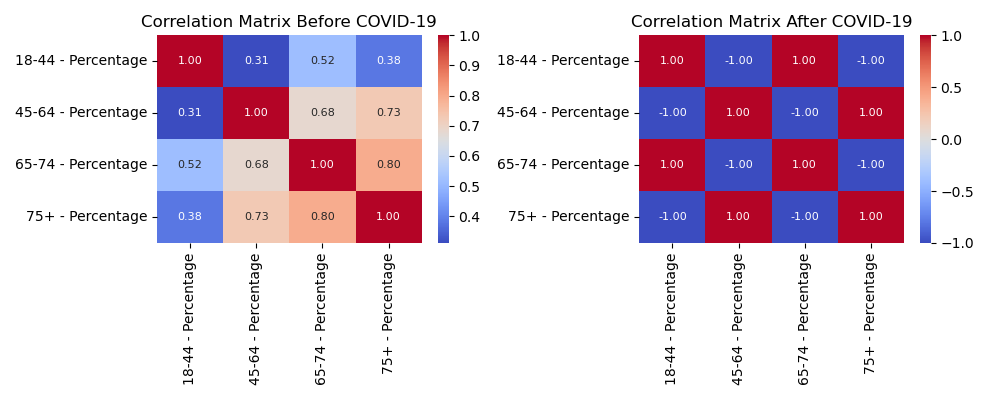 Correlation Matrix Before COVID-19
18-44 - Percentage 1.00 0.31 0.52 0.38
45-64 - Percentage 0.31 1.00 0.68 0.73
65-74 - Percentage 0.52 0.68 1.00 0.80
75+ - Percentage 0.38 0.73 0.80 1.00
18-44 - Percentage
45-64 - Percentage
65-74 - Percentage
75+ - Percentage
1.0
0.9
0.8
0.7
0.6
0.5
0.4
Correlation Matrix After COVID-19
18-44 - Percentage 1.00 -1.00 1.00 -1.00
45-64 - Percentage -1.00 1.00 -1.00 1.00
65-74 - Percentage 1.00 -1.00 1.00 -1.00
75+ - Percentage -1.00 1.00 -1.00 1.00
18-44 - Percentage
45-64 - Percentage
65-74 - Percentage
75+ - Percentage
1.0
0.5
0.0
−0.5
−1.0